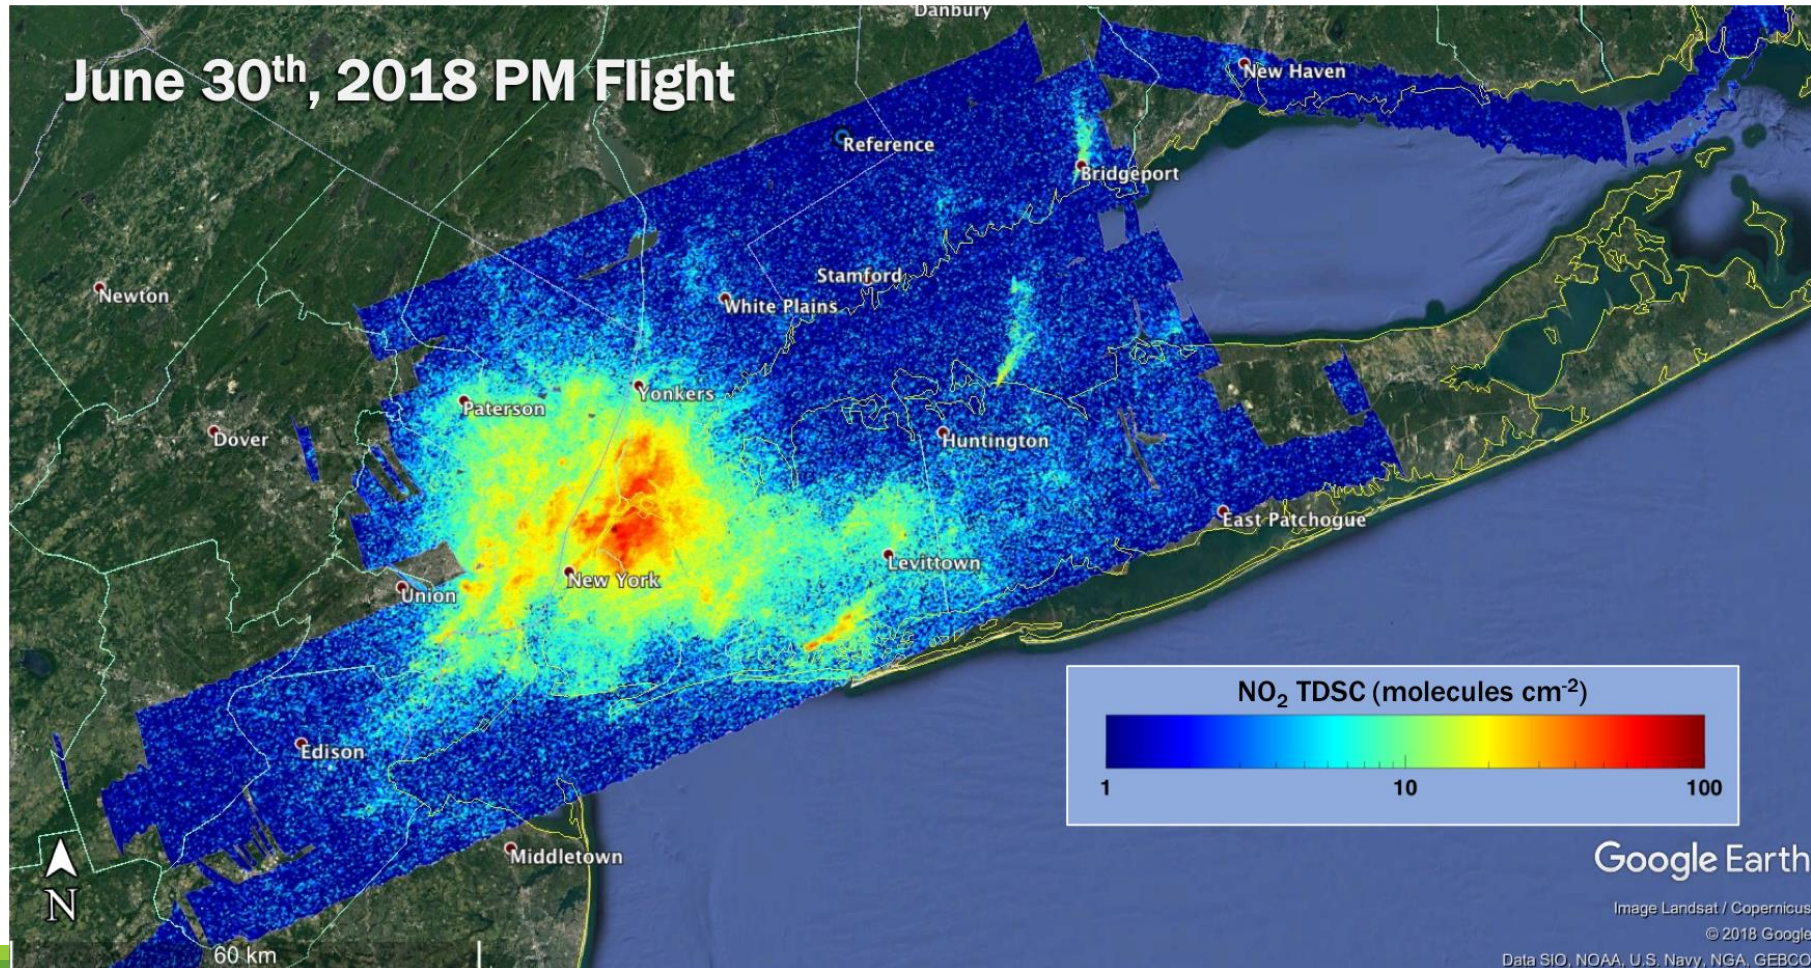 Danbury
June 30th, 2018 PM Flight
New Haven
Reference
Bridgeport
Stamford
Newton
White Plains
Yonkers
Paterson
Dover
Huntington
East Patchogue
Levittown
New York
Union
NO2 TDSC (molecules cm-2)
1 10 100
Edison
Middletown
N
60 km
Google Earth
Image Landsat / Copernicus
© 2018 Google
Data SIO, NOAA, U.S. Navy, NGA, GEBCO